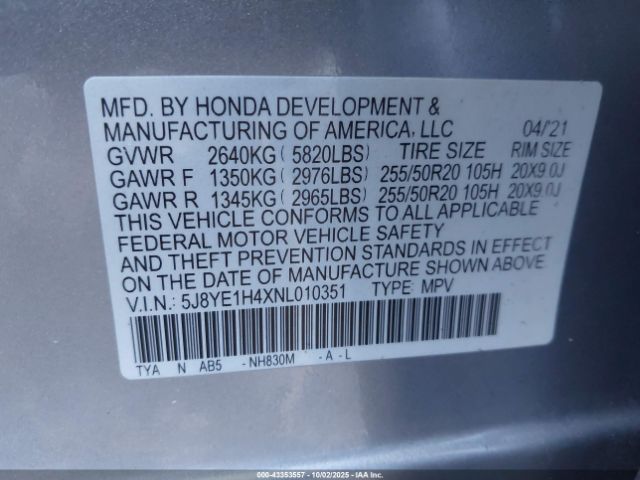 MFD. BY HONDA DEVELOPMENT &
MANUFACTURING OF AMERICA, LLC 04/'21
GVWR 2640KG ( 5820LBS) TIRE SIZE RIM SIZE
GAWR F 1350KG ( 2976LBS) 255/50R20 105H 20X9.0J
GAWR R 1345KG ( 2965LBS) 255/50R20 105H 20X9.0J
THIS VEHICLE CONFORMS TO ALL APPLICABLE
FEDERAL MOTOR VEHICLE SAFETY
AND THEFT PREVENTION STANDARDS IN EFFECT
ON THE DATE OF MANUFACTURE SHOWN ABOVE.
V.I.N.: 5J8YE1H4XNL010351 TYPE: MPV
TYA N AB5 -NH830M -A-L
00-43353557 - 10/02/2025 - IAAI.COM